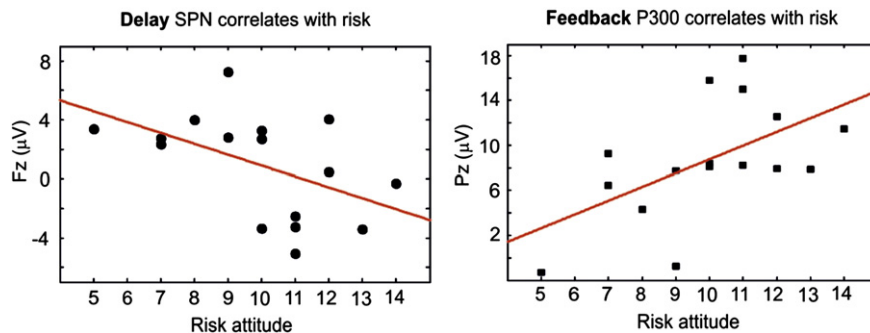 Delay SPN correlates with risk
8
4
0
-4
Fz (μV)
5 6 7 8 9 10 11 12 13 14
Risk attitude
Feedback P300 correlates with risk
18
14
10
6
2
Pz (μV)
5 6 7 8 9 10 11 12 13 14
Risk attitude